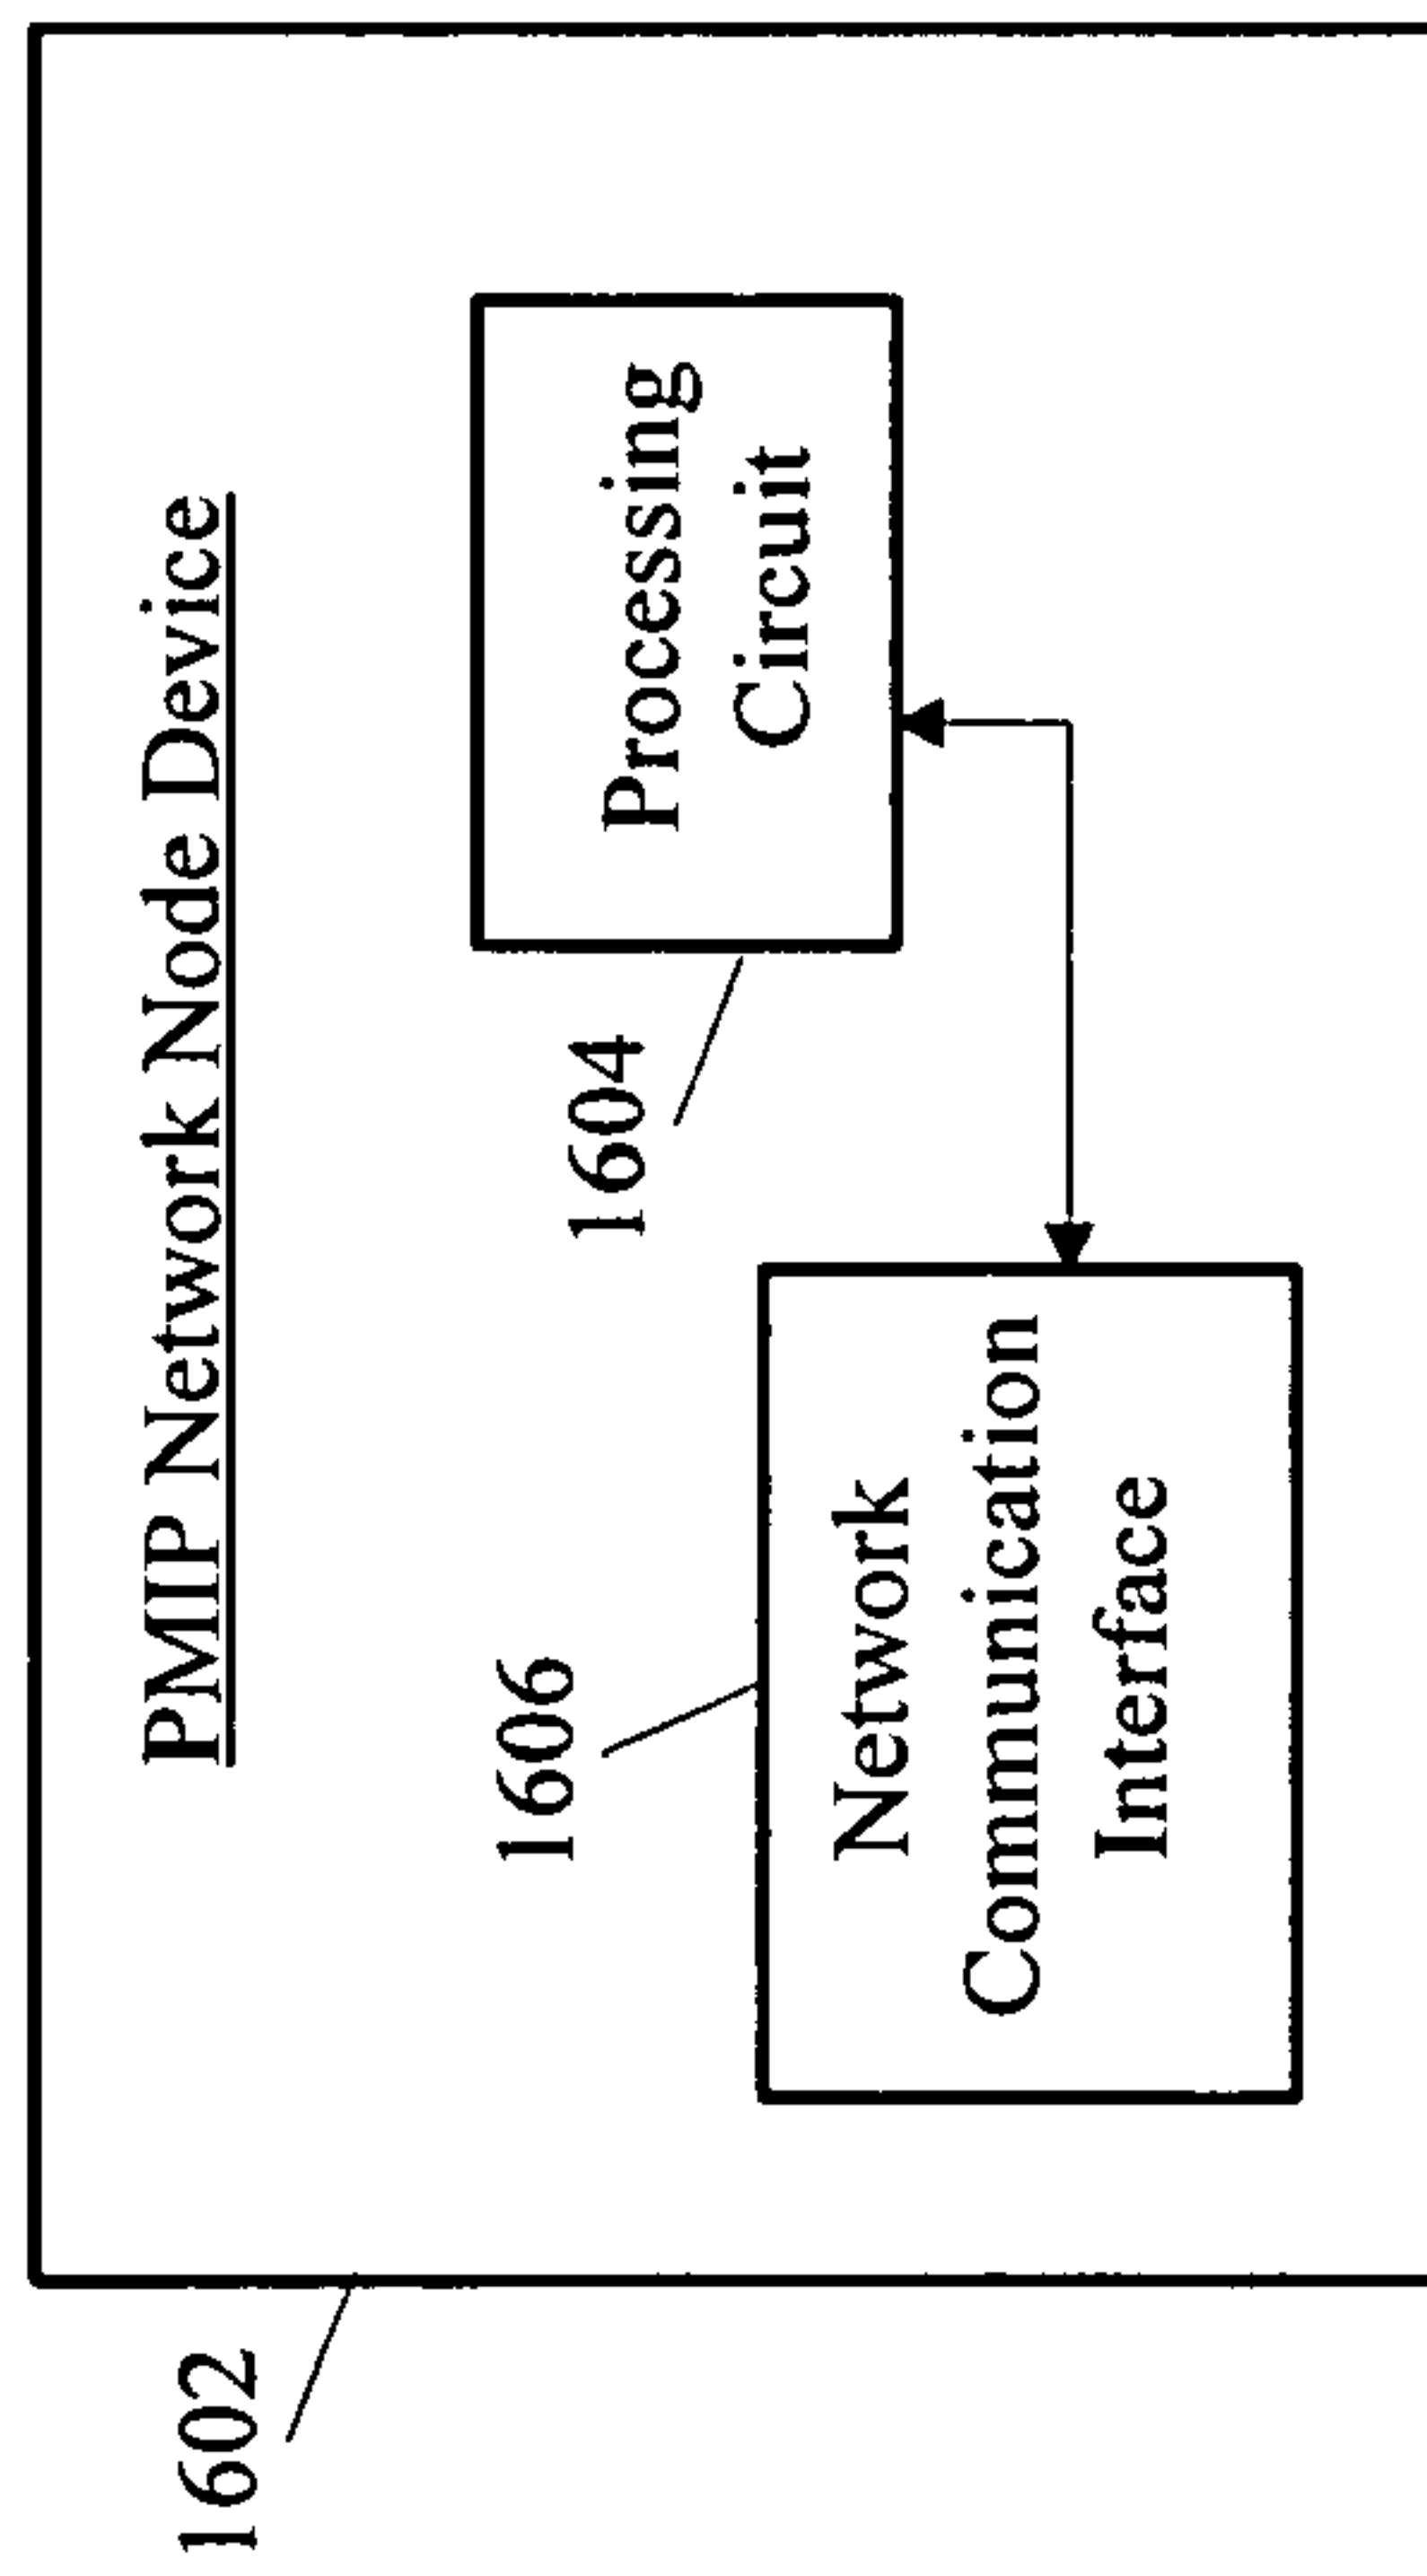 1602
PMIP Network Node Device
1606
1604
Processing
Circuit
Network
Communication
Interface